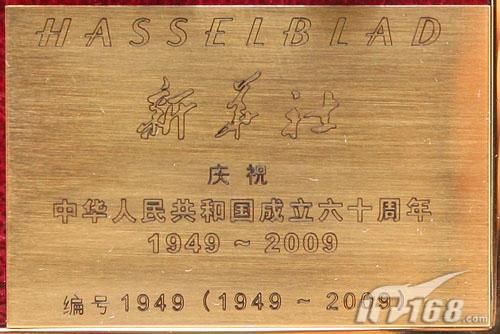 HASSELBLAD
新华社
庆祝
中华人民共和国成立六十周年
1949～2009
编号1949（1949～2009）
IT168.com